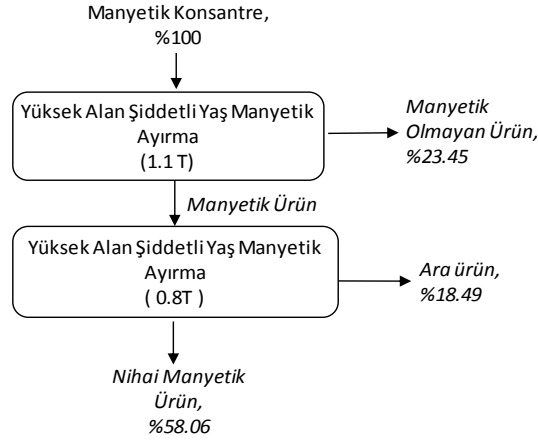 Manyetik Konsantre,
%100
Yüksek Alan Şiddetli Yaş Manyetik
Ayırma
(1.1 T)
Manyetik
Olmayan Ürün,
%23.45
Manyetik Ürün
Yüksek Alan Şiddetli Yaş Manyetik
Ayırma
( 0.8T )
Ara ürün,
%18.49
Nihai Manyetik
Ürün,
%58.06